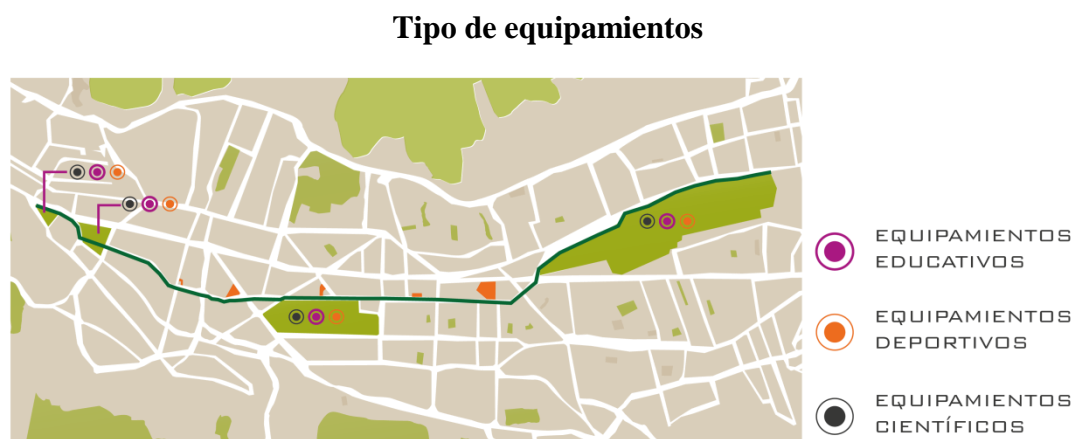 Tipo de equipamientos
EQUIPAMIENTOS
EDUCATIVOS
EQUIPAMIENTOS
DEPORTIVOS
EQUIPAMIENTOS
CIENTÍFICOS